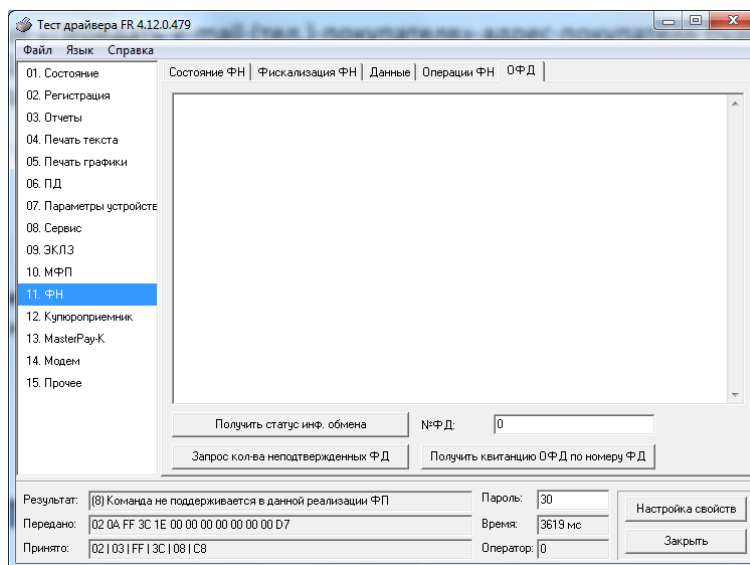 Тест драйвера FR 4.12.0.479
Файл Язык Справка
01. Состояние
02. Регистрация
03. Отчеты
04. Печать текста
05. Печать графики
06. ПД
07. Параметры устройств
08. Сервис
09. ЭКЛЗ
10. МФП
11. ФН
12. Купюроприемник
13. MasterPay-K
14. Модем
15. Прочее
Состояние ФН Фискализация ФН Данные Операции ФН ОФД
Получить статус инф. обмена №ФД: 0
Запрос кол-ва неподтвержденных ФД Получить квитанцию ОФД по номеру ФД
Результат: (8) Команда не поддерживается в данной реализации ФП Пароль: 30
Настройка свойств
Передано: 02 0A FF 3C 1E 00 00 00 00 00 00 00 D7 Время: 3619 мс
Принято: 02 | 03 | FF | 3C | 08 | C8 Оператор: 0
Закрыть